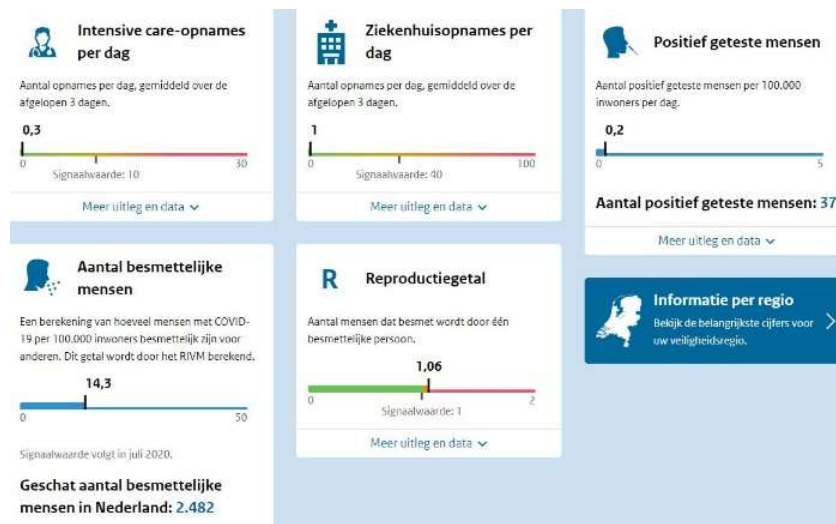 Intensive care-opnames
per dag
Aantal opnames per dag, gemiddeld over de
afgelopen 3 dagen.
0,3
0
30
Signaalwaarde: 10
Meer uitleg en data
Ziekenhuisopnames per
dag
Aantal opnames per dag, gemiddeld over de
afgelopen 3 dagen.
1
0
100
Signaalwaarde: 40
Meer uitleg en data
Positief geteste mensen
Aantal positief geteste mensen per 100.000
inwoners per dag.
0,2
0
5
Aantal positief geteste mensen: 37
Meer uitleg en data
Aantal besmettelijke
mensen
Een berekening van hoeveel mensen met COVID-
19 per 100.000 inwoners besmettelijk zijn voor
anderen. Dit getal wordt door het RIVM berekend.
14,3
0
50
Signaalwaarde volgt in juli 2020.
Geschat aantal besmettelijke
mensen in Nederland: 2.482
R
Reproductiegetal
Aantal mensen dat besmet wordt door één
besmettelijke persoon.
1,06
0
2
Signaalwaarde: 1
Meer uitleg en data
Informatie per regio
Bekijk de belangrijkste cijfers voor
uw veiligheidsregio.